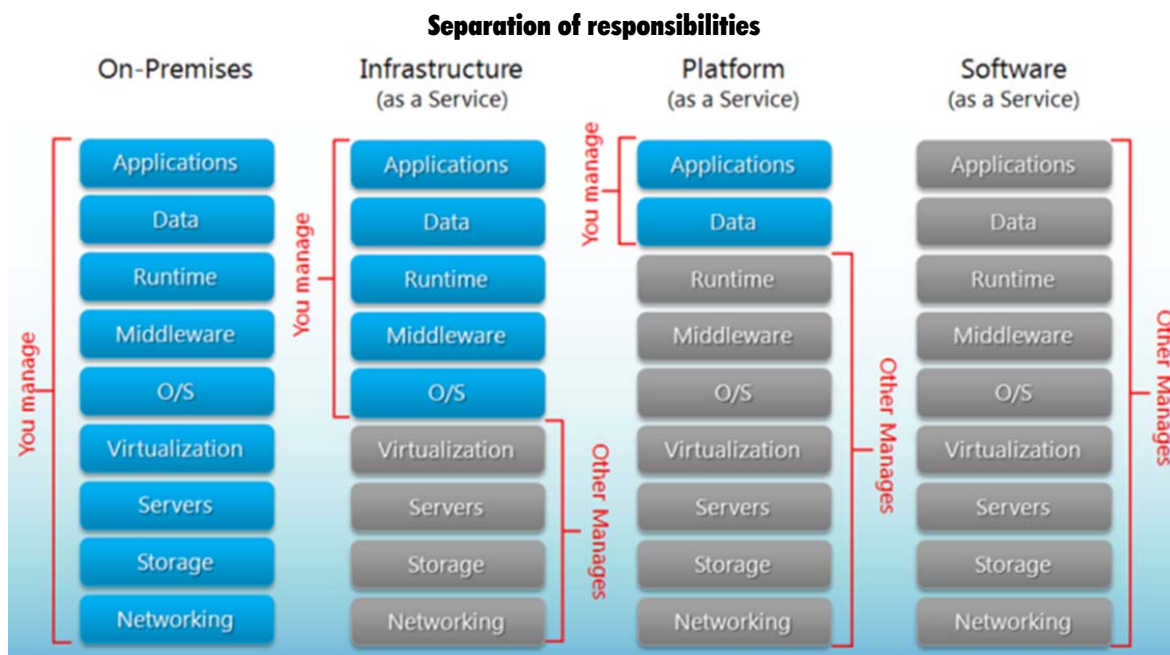 Separation of responsibilities
On-Premises
Infrastructure
(as a Service)
Platform
(as a Service)
Software
(as a Service)
You manage
Applications
Data
Runtime
Middleware
O/S
Virtualization
Servers
Storage
Networking
You manage
Applications
Data
Runtime
Middleware
O/S
Virtualization
Servers
Storage
Networking
Other Manages
You manage
Applications
Data
Runtime
Middleware
O/S
Virtualization
Servers
Storage
Networking
Other Manages
Applications
Data
Runtime
Middleware
O/S
Virtualization
Servers
Storage
Networking
Other Manages